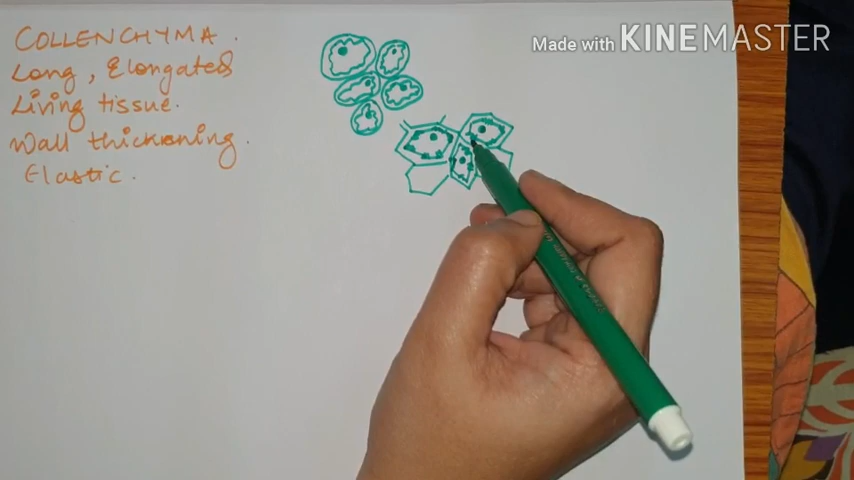 COLLENCHYMA.
Long, Elongated
Living tissue.
Wall thickening.
Elastic.
Made with KINEMASTER